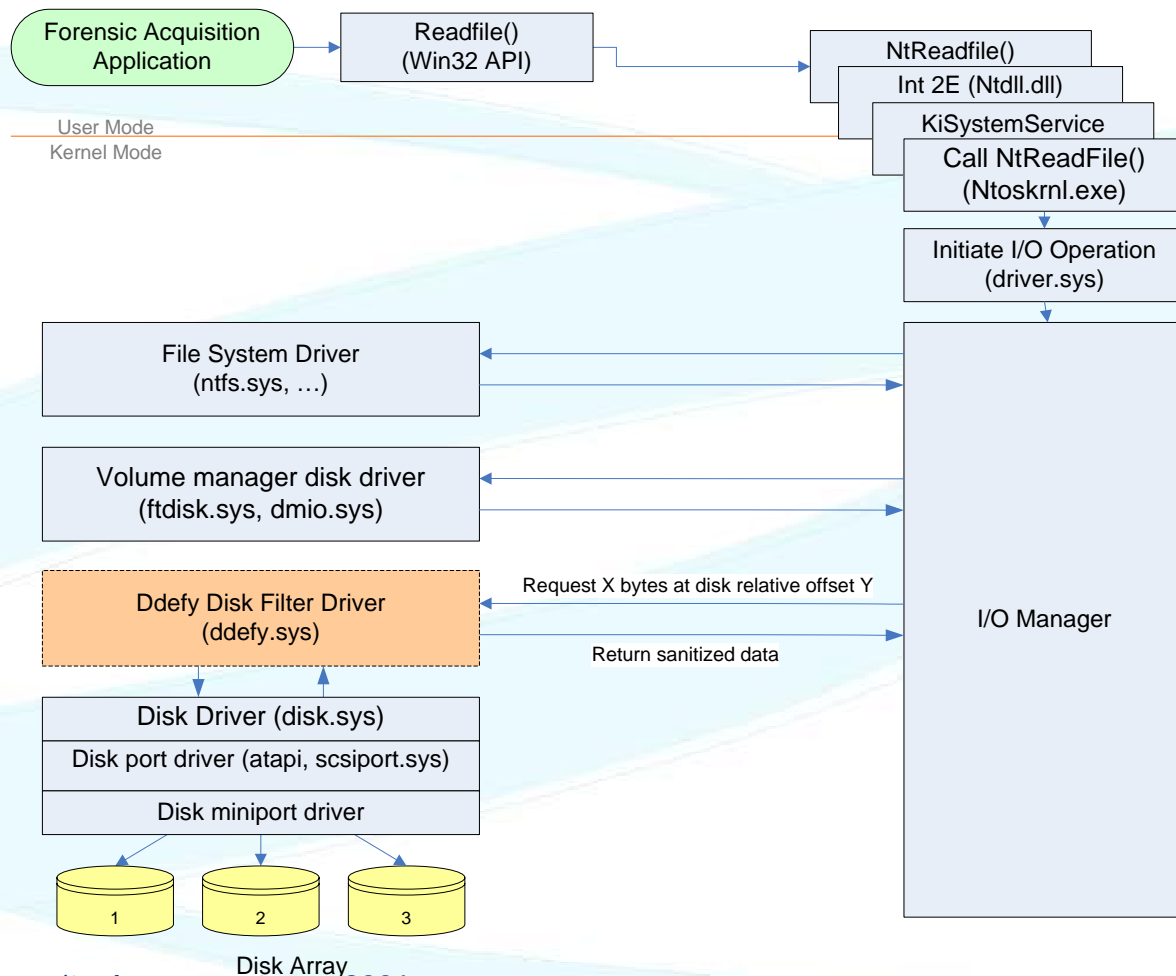 Forensic Acquisition
Application
Readfile()
(Win32 API)
NtReadfile()
Int 2E (Ntdll.dll)
KiSystemService
Call NtReadFile()
(Ntoskrnl.exe)
User Mode
Kernel Mode
Initiate I/O Operation
(driver.sys)
File System Driver
(ntfs.sys, …)
Volume manager disk driver
(ftdisk.sys, dmio.sys)
Ddefy Disk Filter Driver
(ddefy.sys)
Request X bytes at disk relative offset Y
Return sanitized data
I/O Manager
Disk Driver (disk.sys)
Disk port driver (atapi, scsiport.sys)
Disk miniport driver
1
2
3
Disk Array